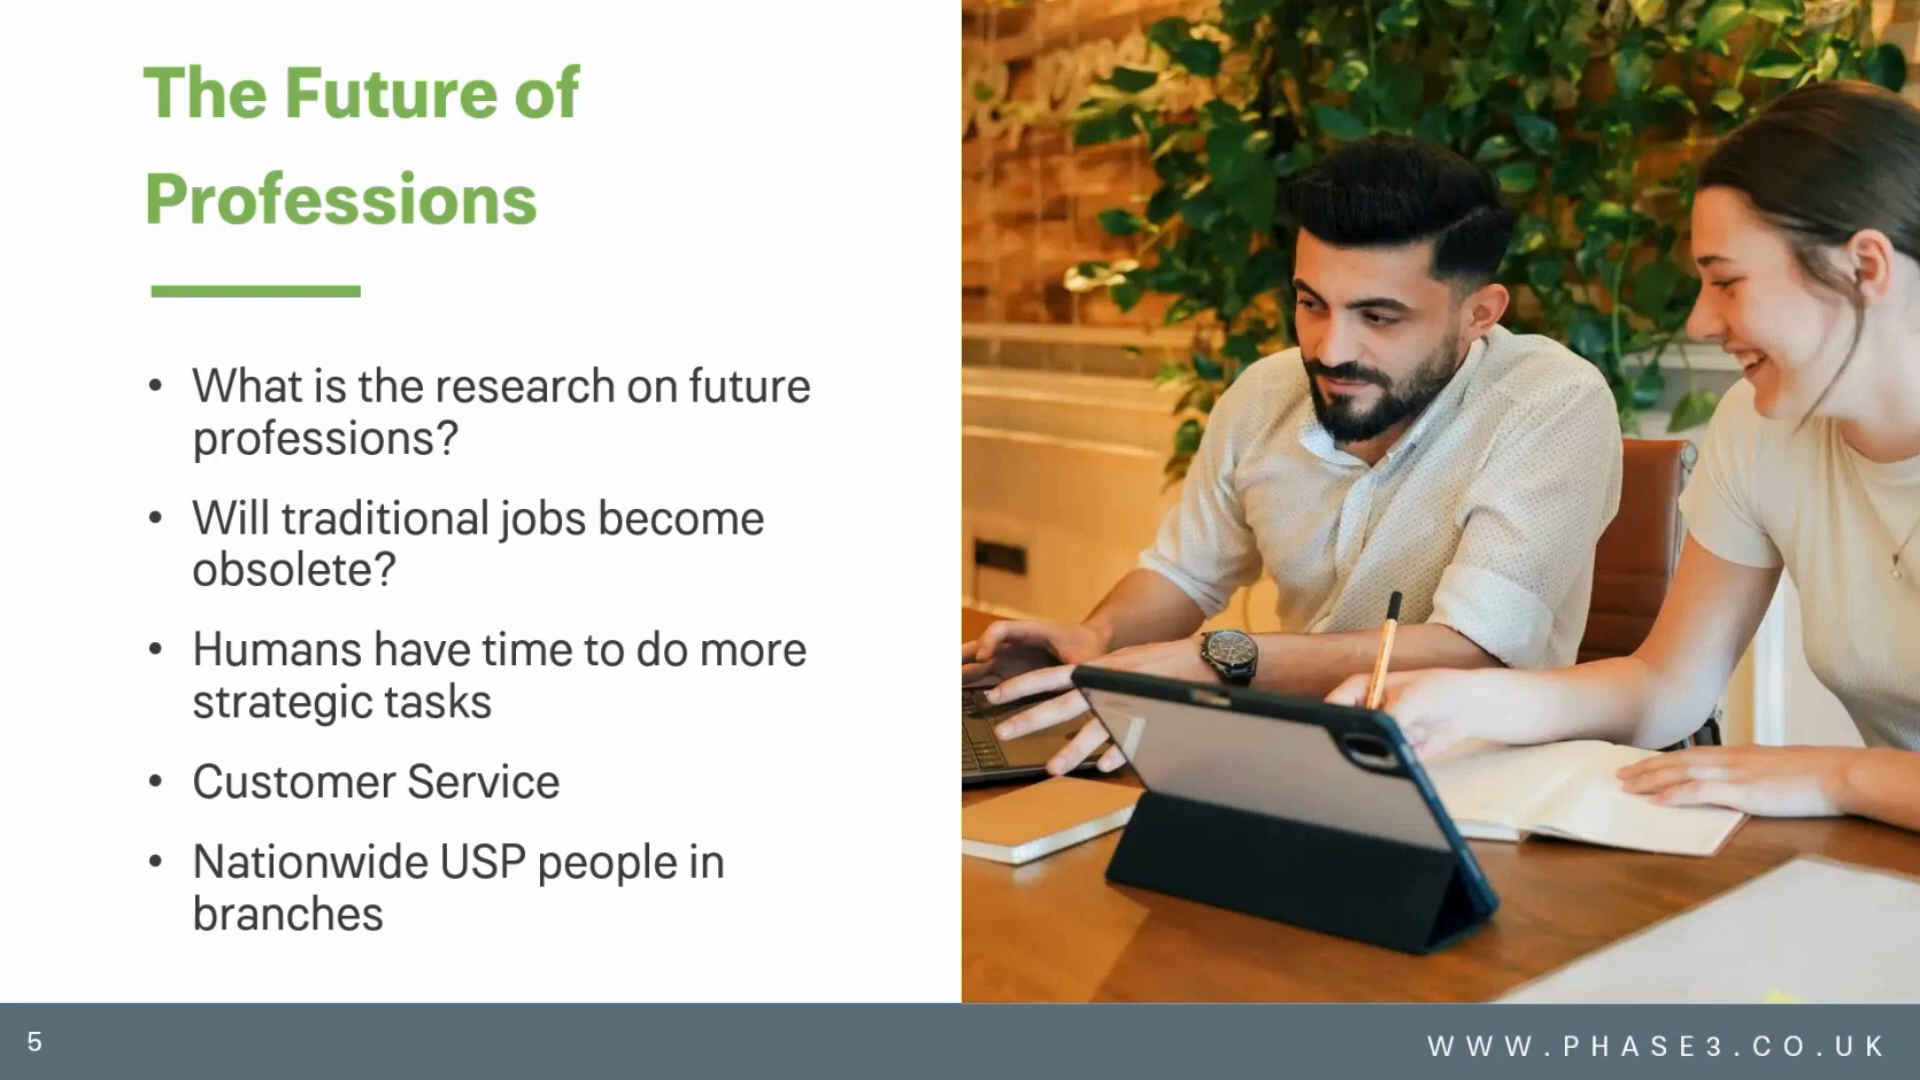 The Future of
Professions
• What is the research on future
professions?
• Will traditional jobs become
obsolete?
• Humans have time to do more
strategic tasks
• Customer Service
• Nationwide USP people in
branches
5
WWW.PHASE3.CO.UK